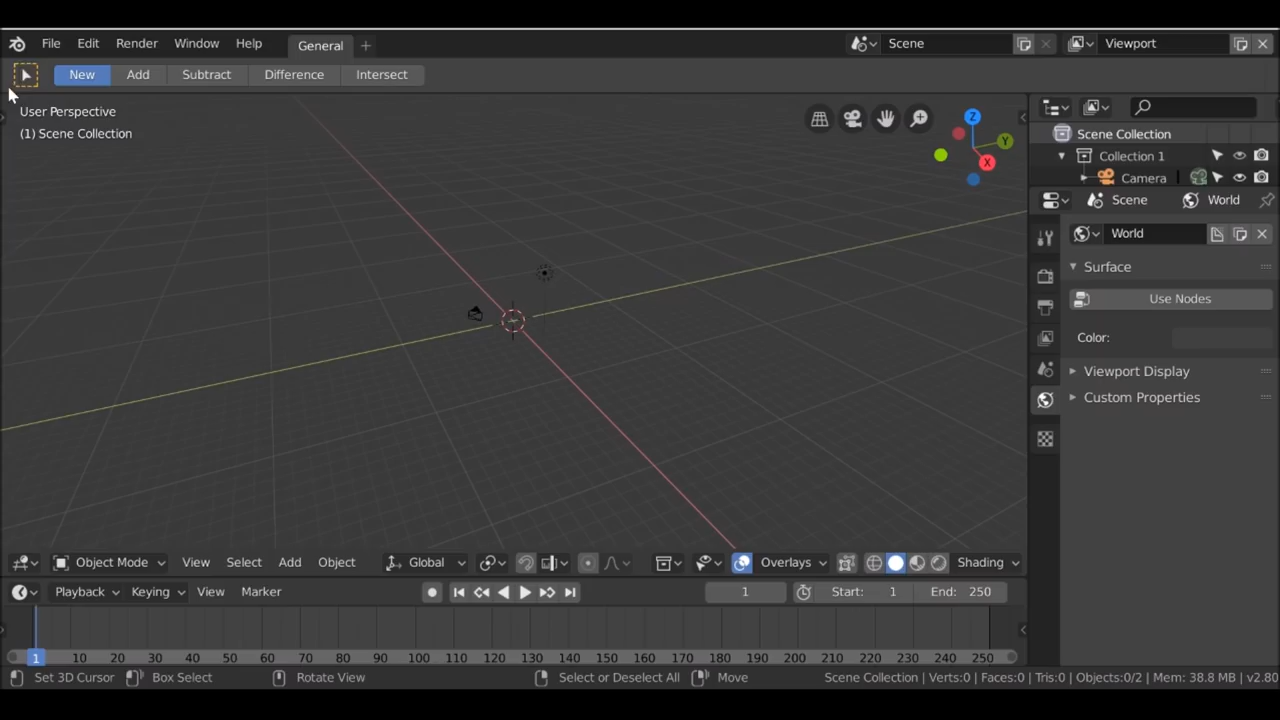 File Edit Render Window Help General + Scene Viewport
New Add Subtract Difference Intersect
User Perspective
(1) Scene Collection
Z
Y
X
Scene Collection
Collection 1
Camera
Scene World
World
Surface
Use Nodes
Color:
Viewport Display
Custom Properties
Object Mode View Select Add Object Global Overlays Shading
Playback Keying View Marker 1 Start: 1 End: 250
1 10 20 30 40 50 60 70 80 90 100 110 120 130 140 150 160 170 180 190 200 210 220 230 240 250
Set 3D Cursor Box Select Rotate View Select or Deselect All Move Scene Collection | Verts:0 | Faces:0 | Tris:0 | Objects:0/2 | Mem: 38.8 MB | v2.80